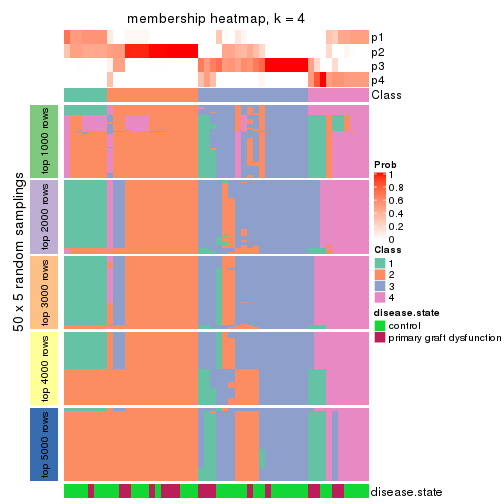 membership heatmap, k = 4
p1
p2
p3
p4
Class
50 x 5 random samplings
top 1000 rows
top 2000 rows
top 3000 rows
top 4000 rows
top 5000 rows
disease.state
Prob
1
0.8
0.6
0.4
0.2
0
Class
1
2
3
4
disease.state
control
primary graft dysfunction